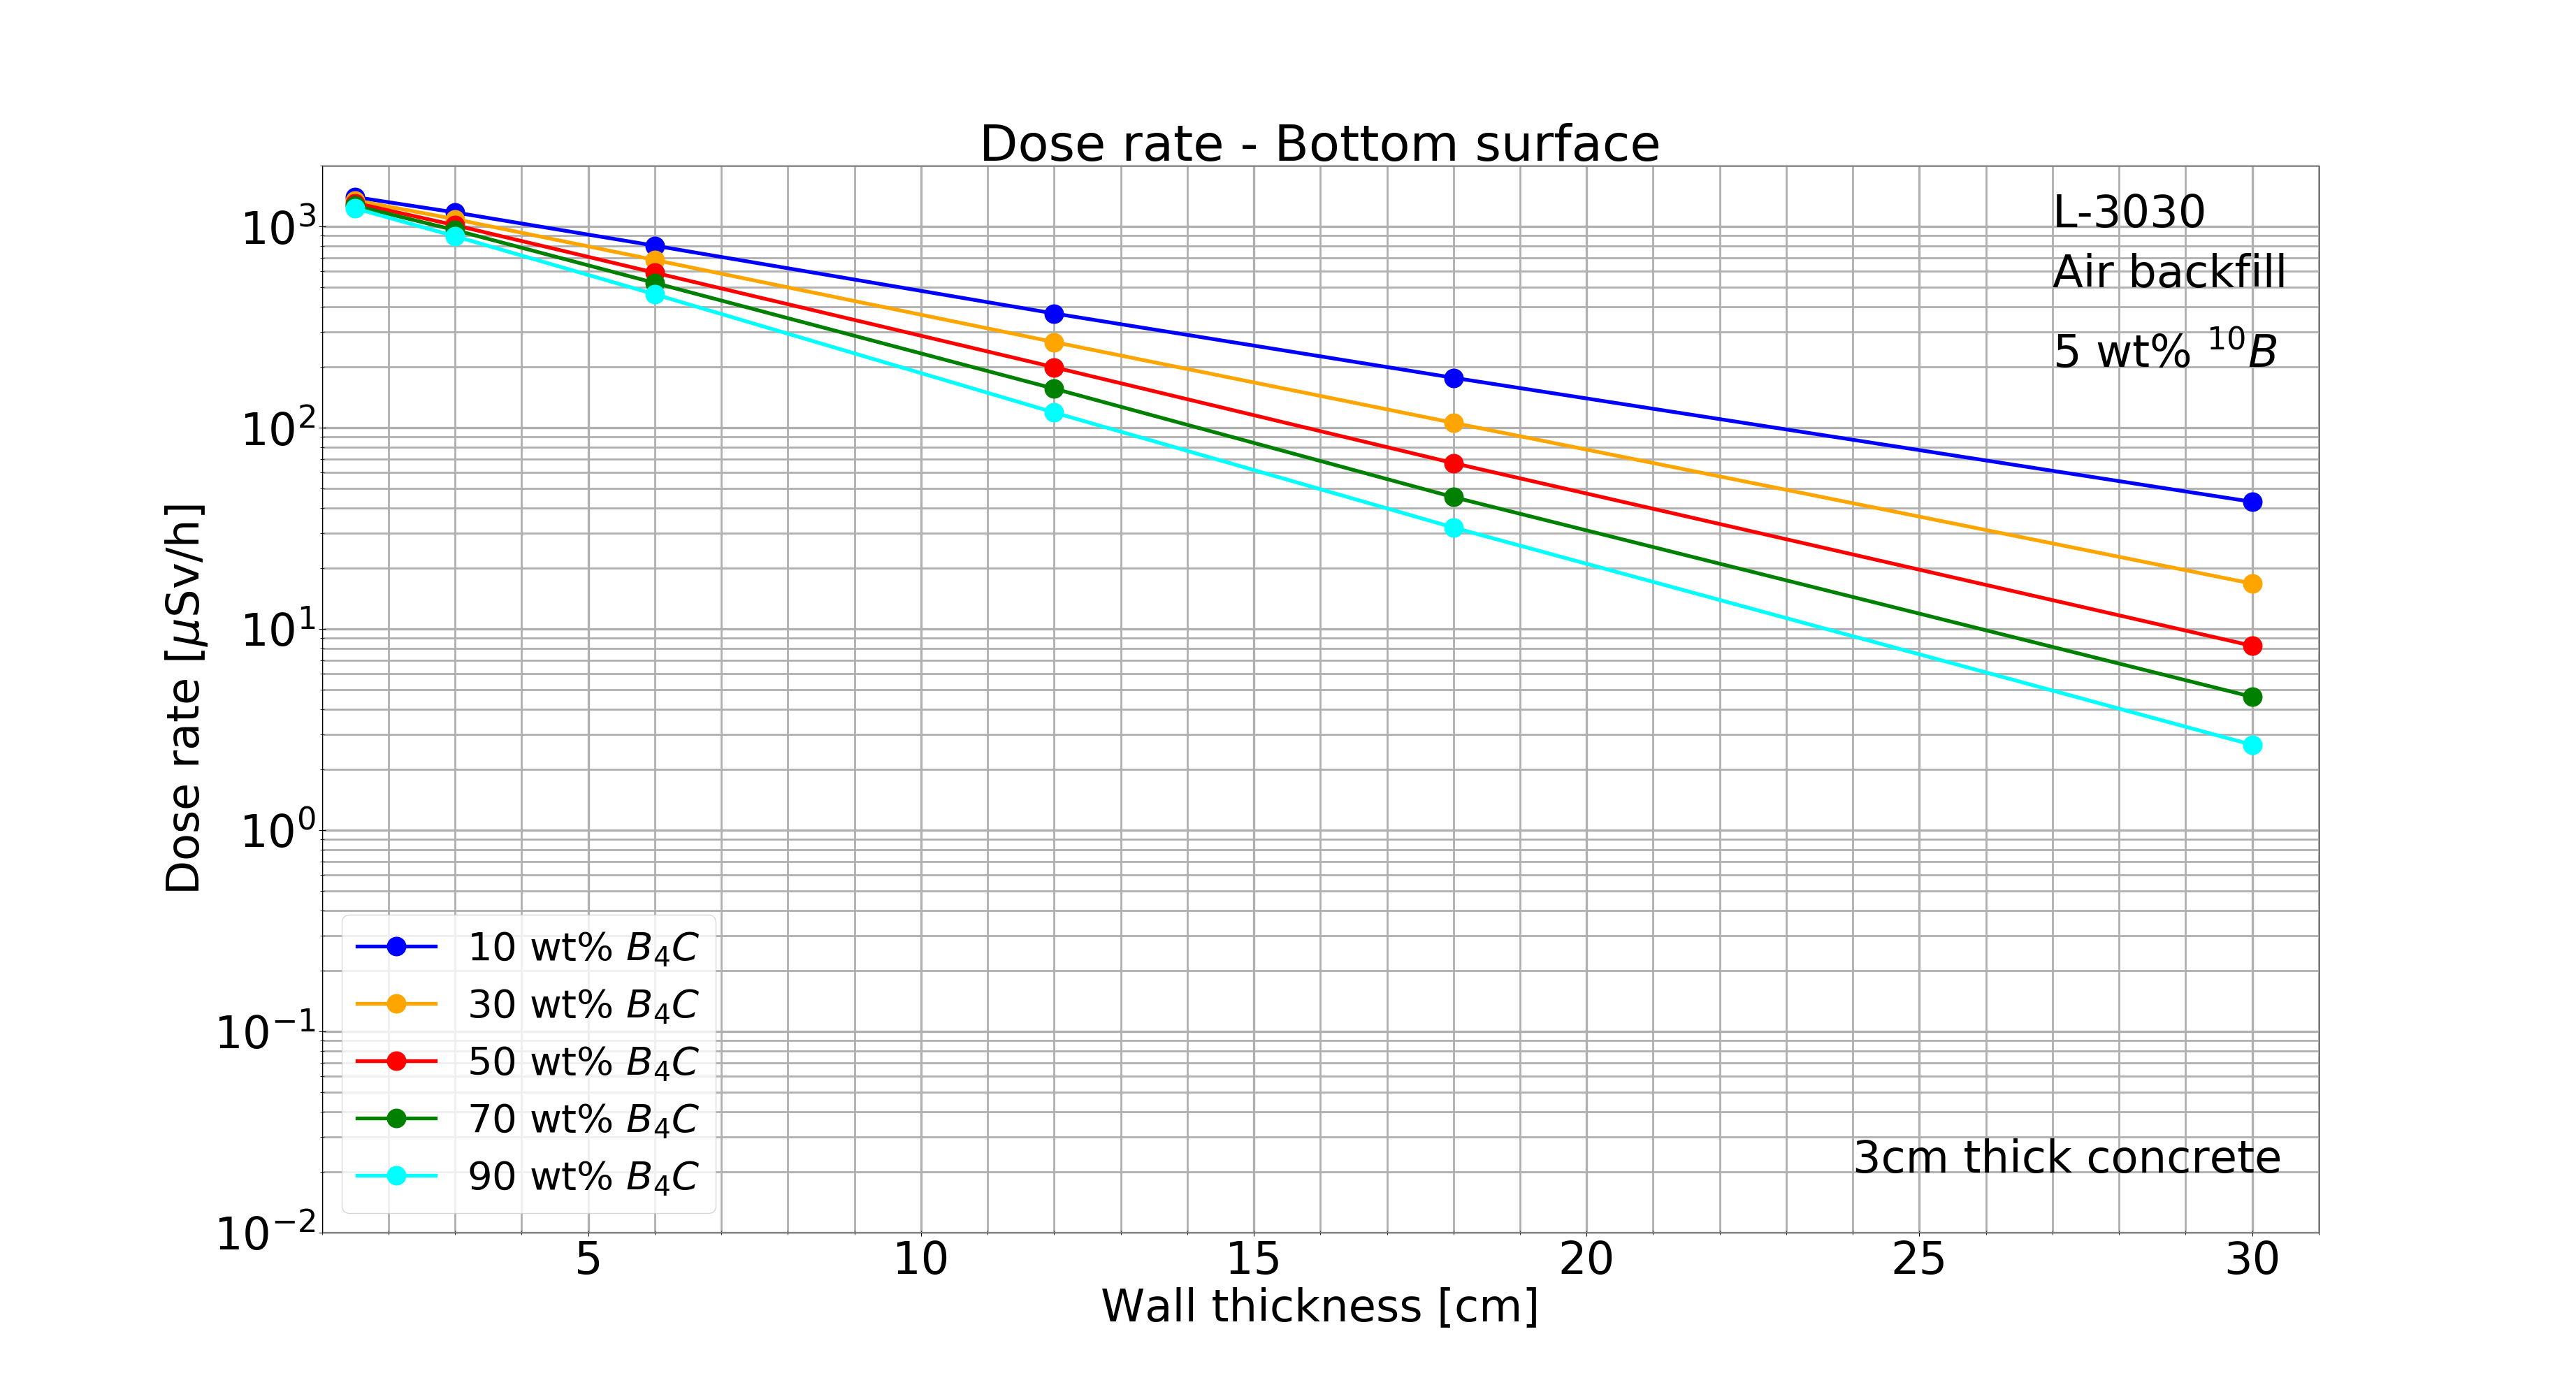 Dose rate - Bottom surface
L-3030
Air backfill
5 wt% ¹⁰B
10³
10²
10¹
10⁰
10⁻¹
10⁻²
Dose rate [μSv/h]
10 wt% B₄C
30 wt% B₄C
50 wt% B₄C
70 wt% B₄C
90 wt% B₄C
3cm thick concrete
5 10 15 20 25 30
Wall thickness [cm]